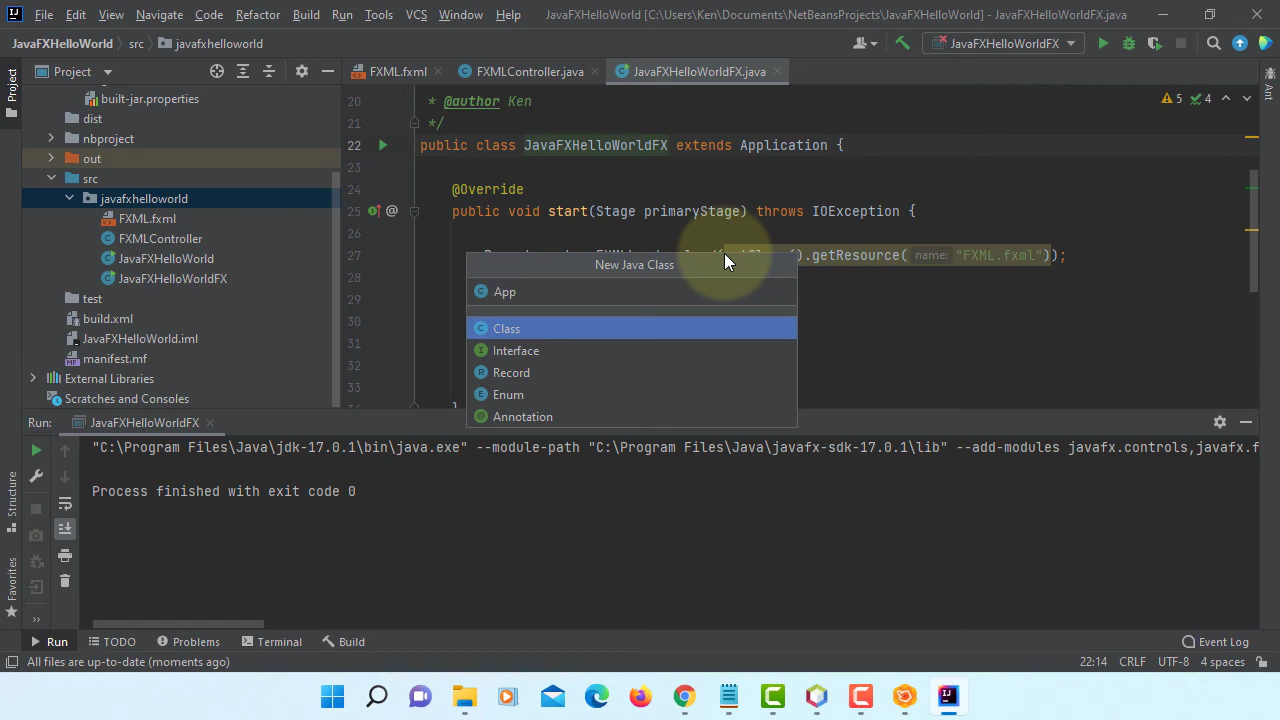 File Edit View Navigate Code Refactor Build Run Tools VCS Window Help JavaFXHelloWorld [C:\Users\Ken\Documents\NetBeansProjects\JavaFXHelloWorld] - JavaFXHelloWorldFX.java
JavaFXHelloWorld src javafxhelloworld JavaFXHelloWorldFX
Project FXML.fxml FXMLController.java JavaFXHelloWorldFX.java
Project
Structure
Favorites
Ant
built-jar.properties
dist
nbproject
out
src
javafxhelloworld
FXML.fxml
FXMLController
JavaFXHelloWorld
JavaFXHelloWorldFX
test
build.xml
JavaFXHelloWorld.iml
manifest.mf
External Libraries
Scratches and Consoles
5 4
20 * @author Ken
21 */
22 public class JavaFXHelloWorldFX extends Application {
23
24 @Override
25 public void start(Stage primaryStage) throws IOException {
27 ().getResource( name: "FXML.fxml"));
28
29
30
31
32
33
}
New Java Class
App
Class
Interface
Record
Enum
Annotation
Run: JavaFXHelloWorldFX
"C:\Program Files\Java\jdk-17.0.1\bin\java.exe" --module-path "C:\Program Files\Java\javafx-sdk-17.0.1\lib" --add-modules javafx.controls,javafx.f
Process finished with exit code 0
Run TODO Problems Terminal Build Event Log
All files are up-to-date (moments ago) 22:14 CRLF UTF-8 4 spaces